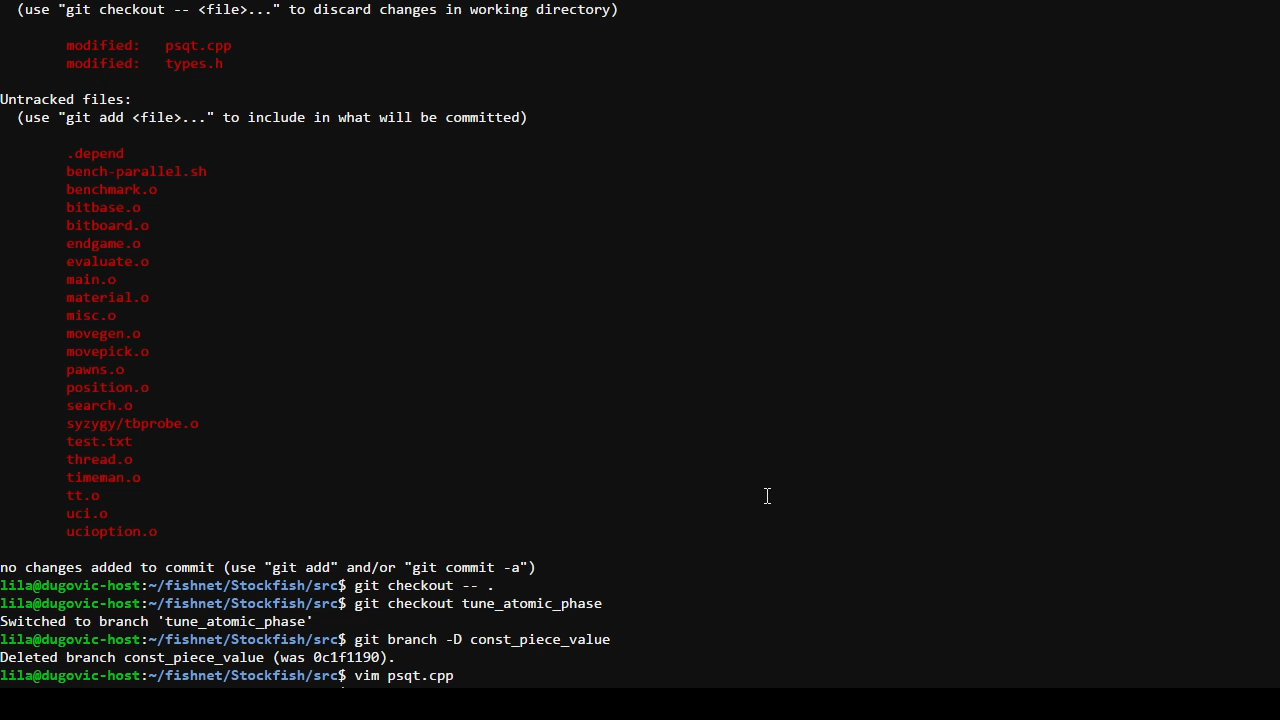 (use "git checkout -- <file>..." to discard changes in working directory)
modified:   psqt.cpp
modified:   types.h
Untracked files:
(use "git add <file>..." to include in what will be committed)
.depend
bench-parallel.sh
benchmark.o
bitbase.o
bitboard.o
endgame.o
evaluate.o
main.o
material.o
misc.o
movegen.o
movepick.o
pawns.o
position.o
search.o
syzygy/tbprobe.o
test.txt
thread.o
timeman.o
tt.o
uci.o
ucioption.o
no changes added to commit (use "git add" and/or "git commit -a")
lila@dugovic-host:~/fishnet/Stockfish/src$ git checkout -- .
lila@dugovic-host:~/fishnet/Stockfish/src$ git checkout tune_atomic_phase
Switched to branch 'tune_atomic_phase'
lila@dugovic-host:~/fishnet/Stockfish/src$ git branch -D const_piece_value
Deleted branch const_piece_value (was 0c1f1190).
lila@dugovic-host:~/fishnet/Stockfish/src$ vim psqt.cpp